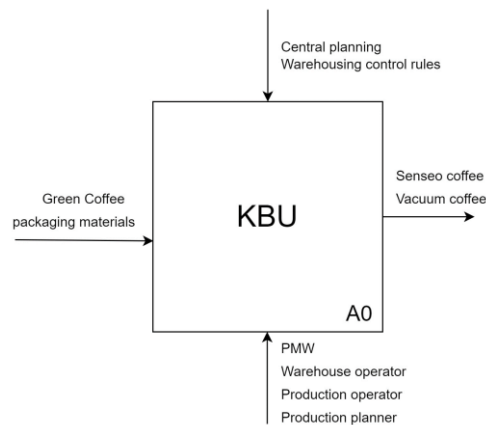 Central planning
Warehousing control rules
Green Coffee
packaging materials
KBU
Senseo coffee
Vacuum coffee
A0
PMW
Warehouse operator
Production operator
Production planner